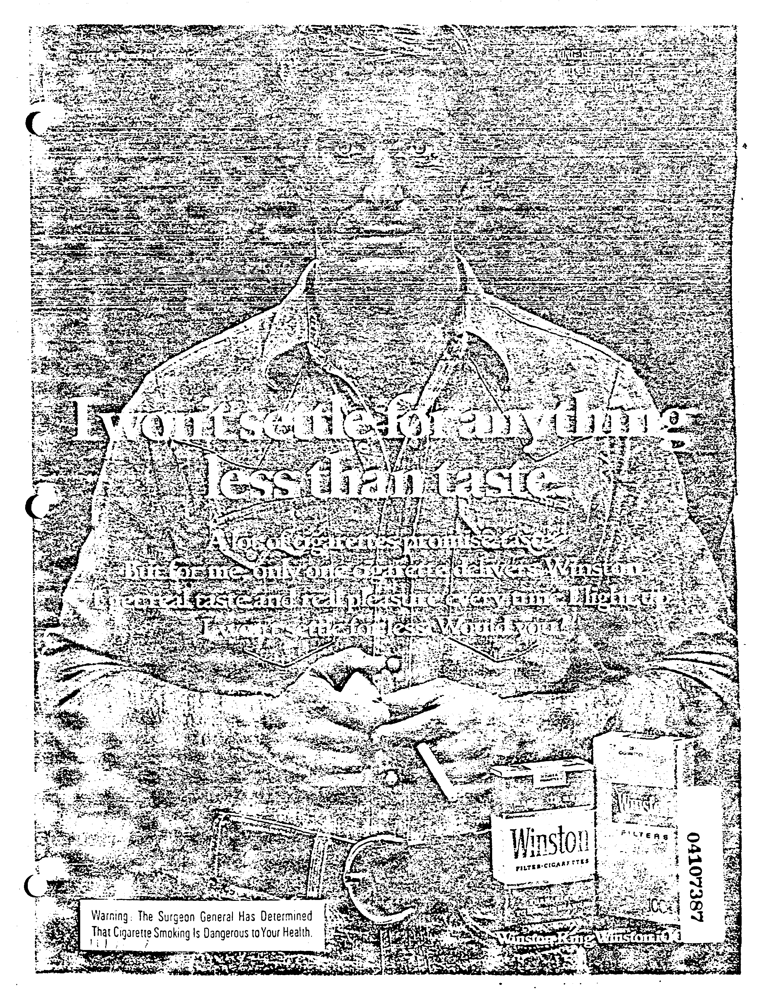 I won't settle for anything
less than taste.
A lot of cigarettes promise taste.
But for me, only one cigarette delivers. Winston.
I get real taste and real pleasure every time I light up.
I won't settle for less. Would you?
Winston
FILTER·CIGARETTES
Winston
FILTERS
100s
04107387
Warning: The Surgeon General Has Determined
That Cigarette Smoking Is Dangerous to Your Health.
Winston King Winston 100